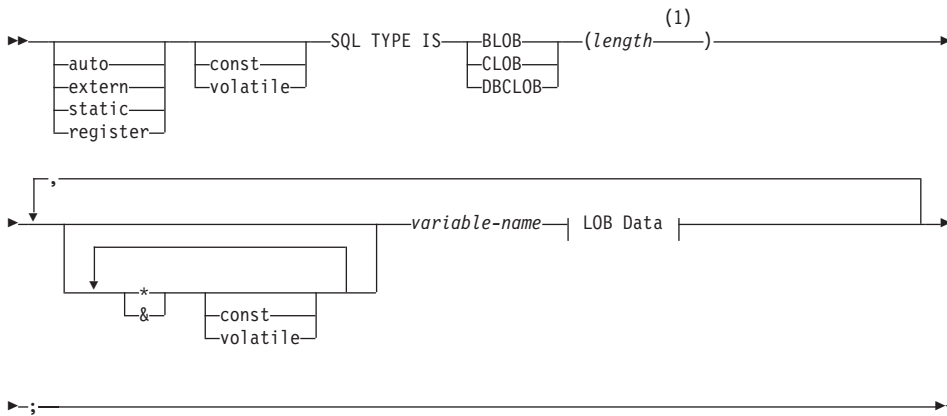 (1)
SQL TYPE IS BLOB (length )
auto const CLOB
extern volatile DBCLOB
static
register
,
variable-name LOB Data
*
& const
volatile
;